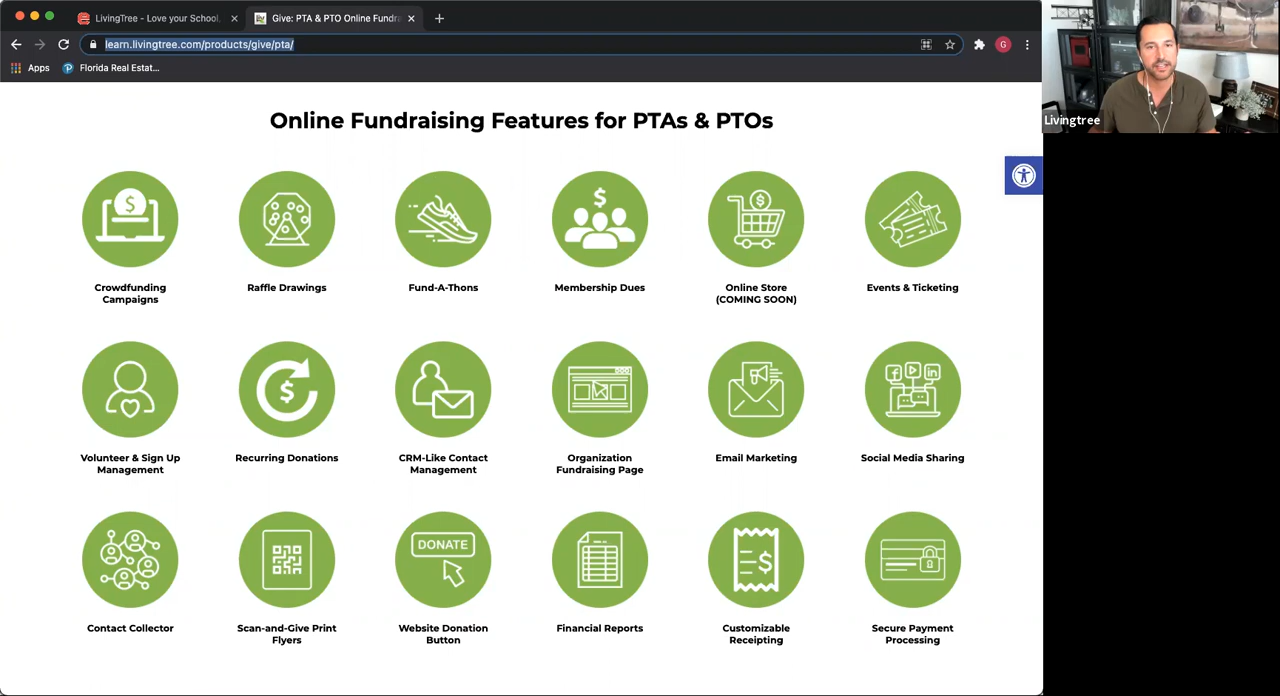 LivingTree - Love your School,
Give: PTA & PTO Online Fundra
learn.livingtree.com/products/give/pta/
G
Apps
Florida Real Estat...
Livingtree
Online Fundraising Features for PTAs & PTOs
Crowdfunding
Campaigns
Raffle Drawings
Fund-A-Thons
Membership Dues
Online Store
(COMING SOON)
Events & Ticketing
Volunteer & Sign Up
Management
Recurring Donations
CRM-Like Contact
Management
Organization
Fundraising Page
Email Marketing
Social Media Sharing
DONATE
Contact Collector
Scan-and-Give Print
Flyers
Website Donation
Button
Financial Reports
Customizable
Receipting
Secure Payment
Processing